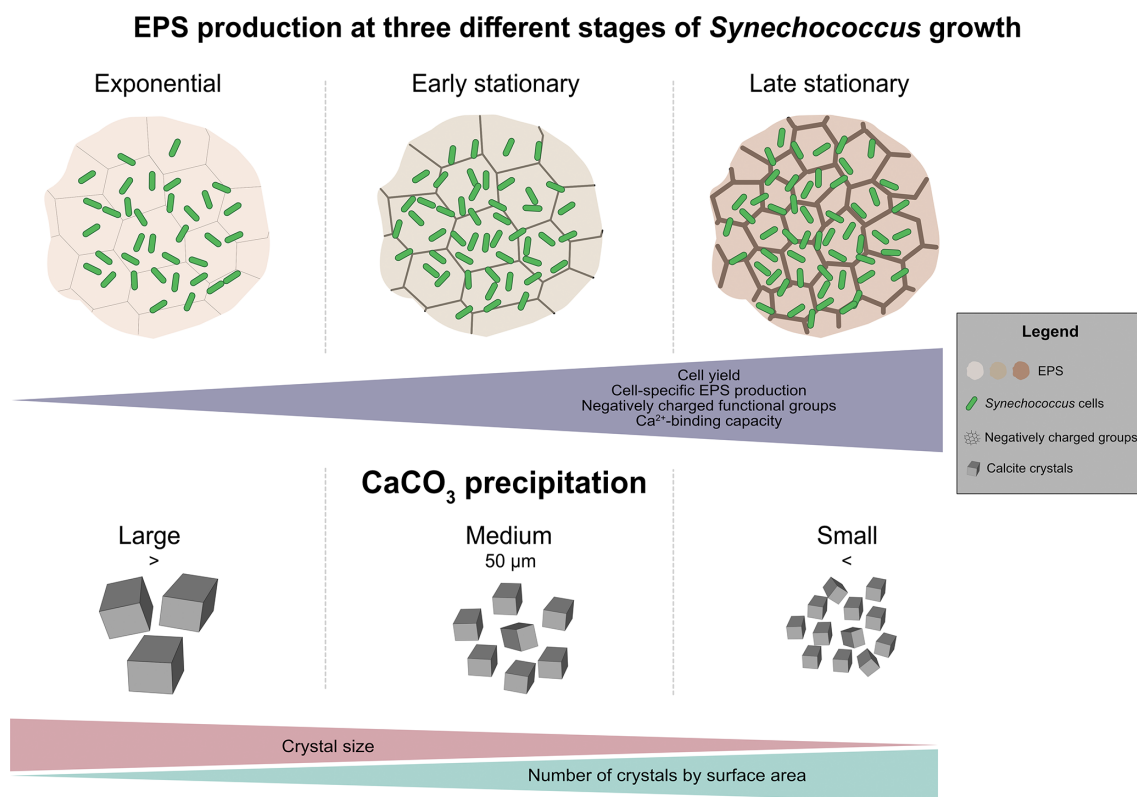 EPS production at three different stages of Synechococcus growth
Exponential
Early stationary
Late stationary
Cell yield
Cell-specific EPS production
Negatively charged functional groups
Ca²⁺-binding capacity
Legend
EPS
Synechococcus cells
Negatively charged groups
Calcite crystals
CaCO₃ precipitation
Large
>
Medium
50 µm
Small
<
Crystal size
Number of crystals by surface area